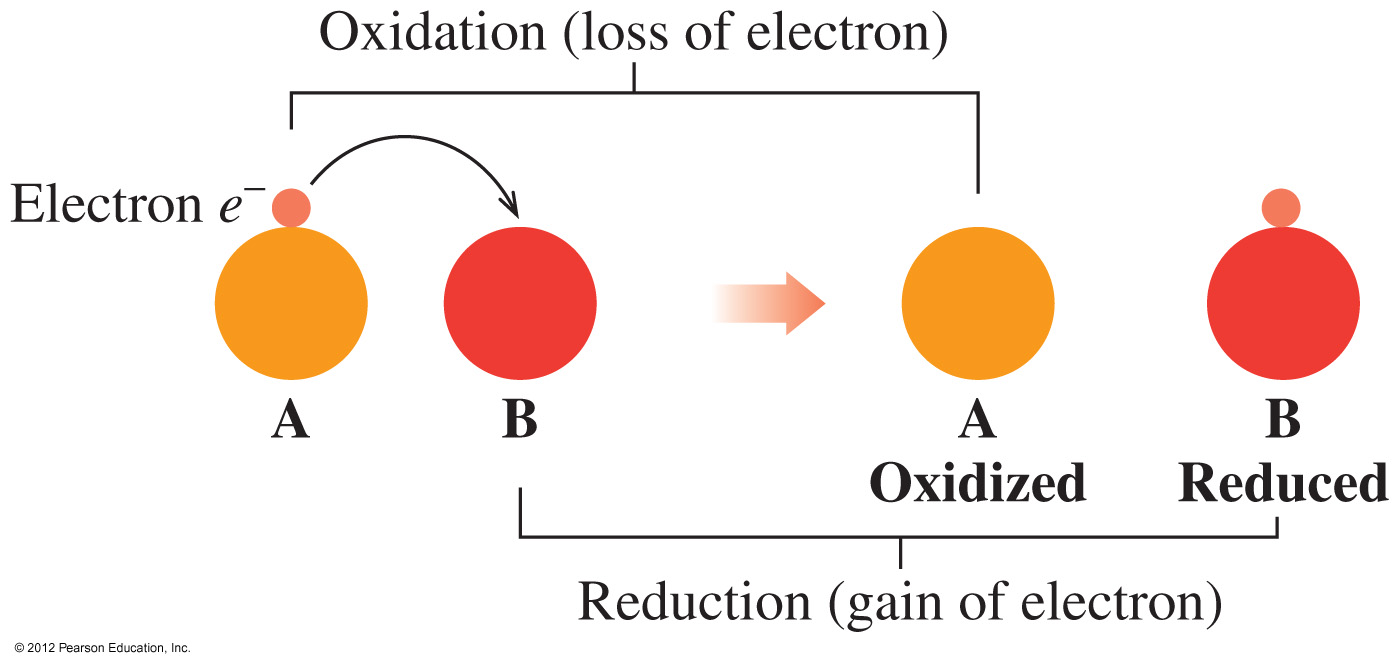 Oxidation (loss of electron)
Electron e⁻
A
B
A
B
Oxidized
Reduced
Reduction (gain of electron)
© 2012 Pearson Education, Inc.